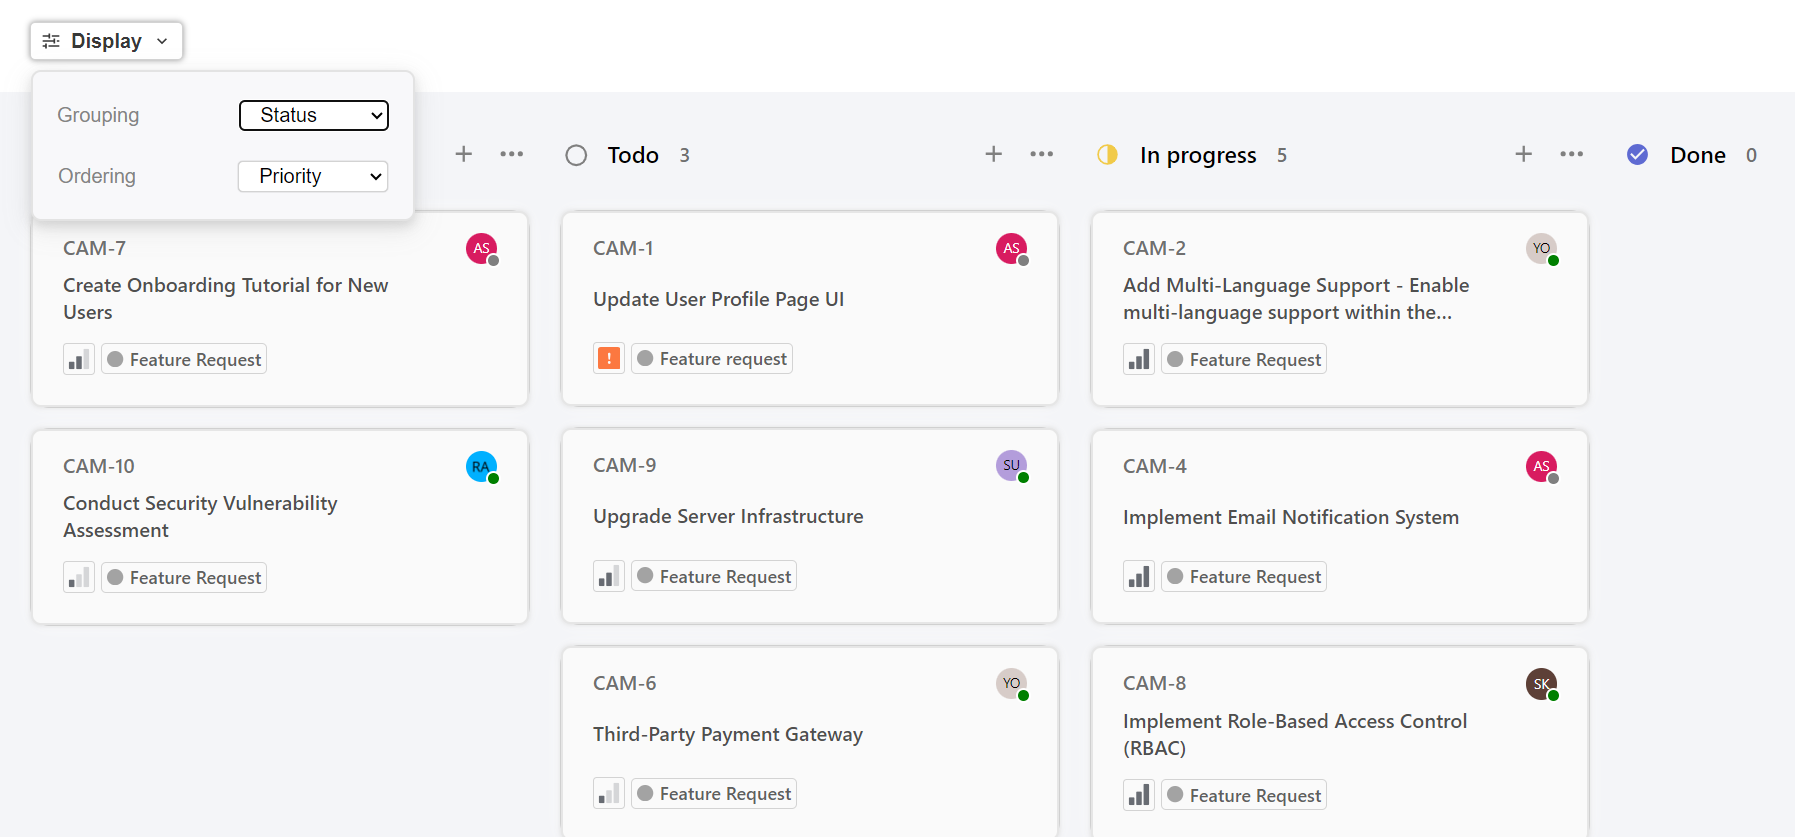 Display
Grouping
Status
Ordering
Priority
Todo 3
In progress 5
Done 0
CAM-7
AS
Create Onboarding Tutorial for New
Users
Feature Request
CAM-10
RA
Conduct Security Vulnerability
Assessment
Feature Request
CAM-1
AS
Update User Profile Page UI
!
Feature request
CAM-9
SU
Upgrade Server Infrastructure
Feature Request
CAM-6
YO
Third-Party Payment Gateway
Feature Request
CAM-2
YO
Add Multi-Language Support - Enable
multi-language support within the...
Feature Request
CAM-4
AS
Implement Email Notification System
Feature Request
CAM-8
SK
Implement Role-Based Access Control
(RBAC)
Feature Request